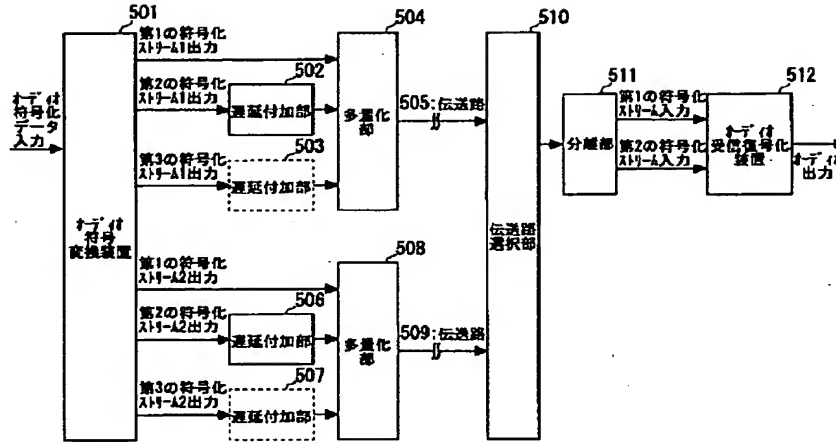 501
オーディオ
符号化
データ
入力
オーディオ
符号
変換装置
第1の符号化
ストリーム1出力
第2の符号化
ストリーム1出力
502
遅延付加部
第3の符号化
ストリーム1出力
503
遅延付加部
504
多重化
部
505:伝送路
第1の符号化
ストリーム2出力
第2の符号化
ストリーム2出力
506
遅延付加部
第3の符号化
ストリーム2出力
507
遅延付加部
508
多重化
部
509:伝送路
510
伝送路
選択部
511
分離部
第1の符号化
ストリーム入力
第2の符号化
ストリーム入力
512
オーディオ
受信復号化
装置
オーディオ
出力